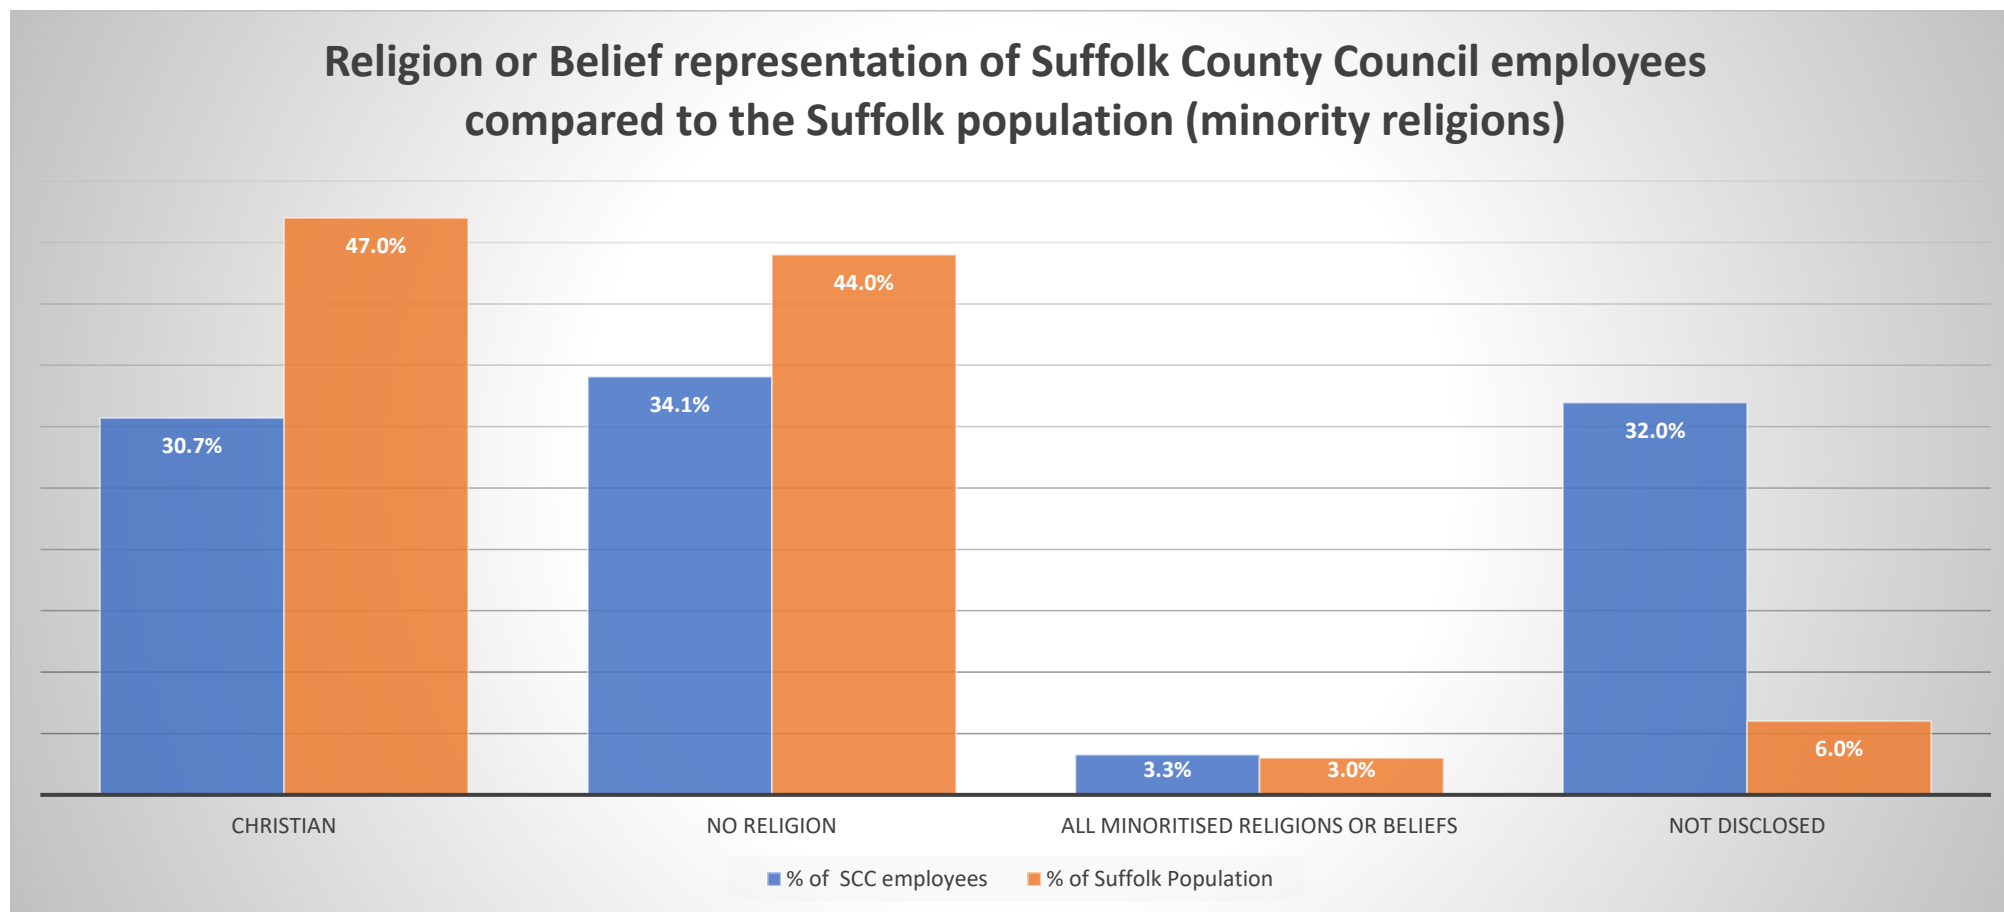 Religion or Belief representation of Suffolk County Council employees
compared to the Suffolk population (minority religions)
47.0%
44.0%
34.1%
32.0%
30.7%
6.0%
3.3%
3.0%
CHRISTIAN
NO RELIGION
ALL MINORITISED RELIGIONS OR BELIEFS
NOT DISCLOSED
% of  SCC employees
% of Suffolk Population